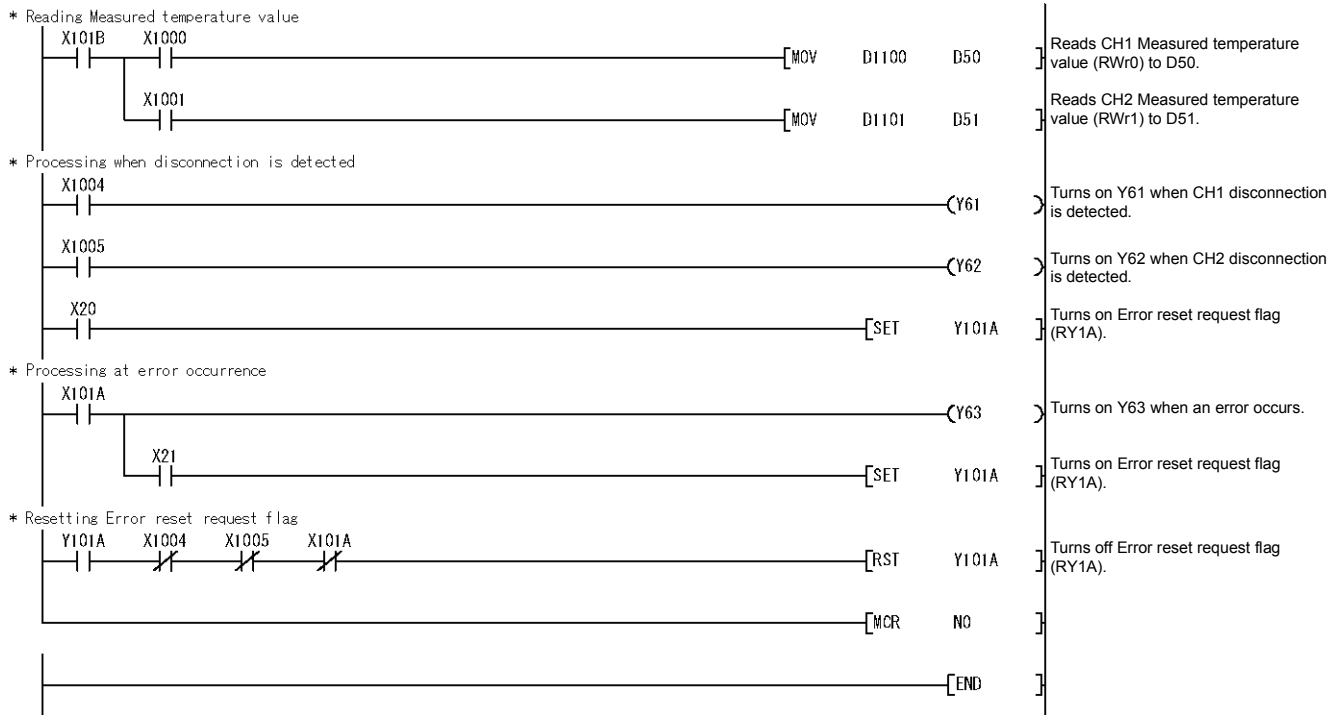 * Reading Measured temperature value
X101B X1000
[MOV D1100 D50 ]
Reads CH1 Measured temperature
value (RWr0) to D50.
X1001
[MOV D1101 D51 ]
Reads CH2 Measured temperature
value (RWr1) to D51.
* Processing when disconnection is detected
X1004
(Y61 )
Turns on Y61 when CH1 disconnection
is detected.
X1005
(Y62 )
Turns on Y62 when CH2 disconnection
is detected.
X20
[SET Y101A ]
Turns on Error reset request flag
(RY1A).
* Processing at error occurrence
X101A
(Y63 )
Turns on Y63 when an error occurs.
X21
[SET Y101A ]
Turns on Error reset request flag
(RY1A).
* Resetting Error reset request flag
Y101A X1004 X1005 X101A
[RST Y101A ]
Turns off Error reset request flag
(RY1A).
[MCR N0 ]
[END ]